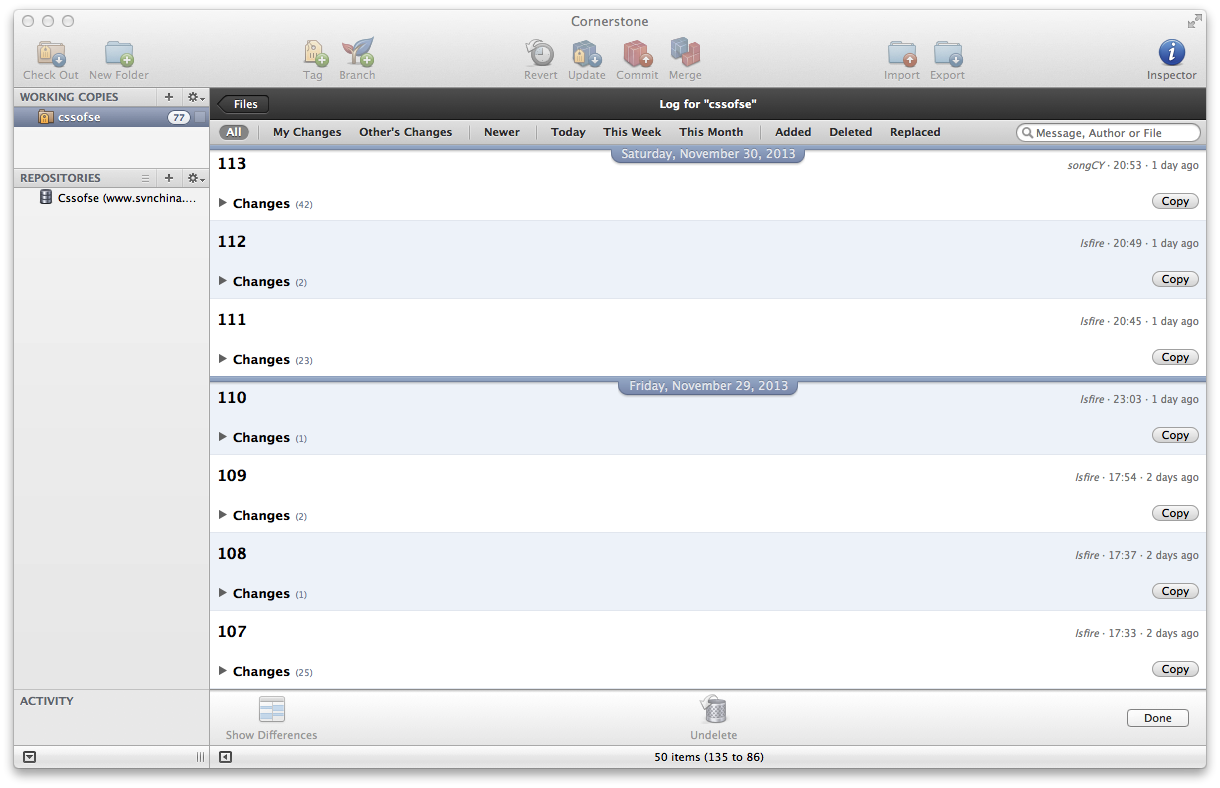 Cornerstone
Check Out New Folder Tag Branch Revert Update Commit Merge Import Export Inspector
WORKING COPIES
cssofse 77
REPOSITORIES
Cssofse (www.svnchina....
ACTIVITY
Files Log for "cssofse"
All My Changes Other's Changes Newer Today This Week This Month Added Deleted Replaced Message, Author or File
Saturday, November 30, 2013
113 songCY · 20:53 · 1 day ago
Changes (42) Copy
112 lsfire · 20:49 · 1 day ago
Changes (2) Copy
111 lsfire · 20:45 · 1 day ago
Changes (23) Copy
Friday, November 29, 2013
110 lsfire · 23:03 · 1 day ago
Changes (1) Copy
109 lsfire · 17:54 · 2 days ago
Changes (2) Copy
108 lsfire · 17:37 · 2 days ago
Changes (1) Copy
107 lsfire · 17:33 · 2 days ago
Changes (25) Copy
Show Differences Undelete Done
50 items (135 to 86)